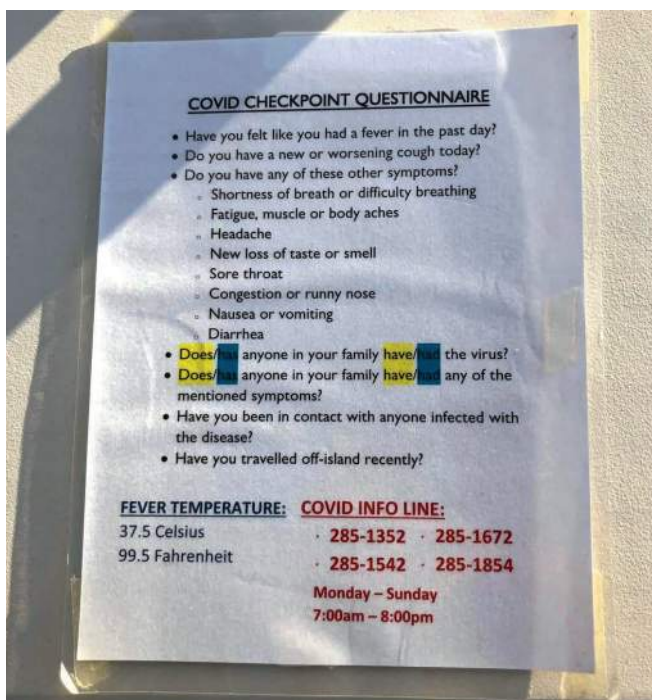 COVID CHECKPOINT QUESTIONNAIRE
• Have you felt like you had a fever in the past day?
• Do you have a new or worsening cough today?
• Do you have any of these other symptoms?
○ Shortness of breath or difficulty breathing
○ Fatigue, muscle or body aches
○ Headache
○ New loss of taste or smell
○ Sore throat
○ Congestion or runny nose
○ Nausea or vomiting
○ Diarrhea
• Does/has anyone in your family have/had the virus?
• Does/has anyone in your family have/had any of the
mentioned symptoms?
• Have you been in contact with anyone infected with
the disease?
• Have you travelled off-island recently?
FEVER TEMPERATURE:
37.5 Celsius
99.5 Fahrenheit
COVID INFO LINE:
· 285-1352 · 285-1672
· 285-1542 · 285-1854
Monday – Sunday
7:00am – 8:00pm